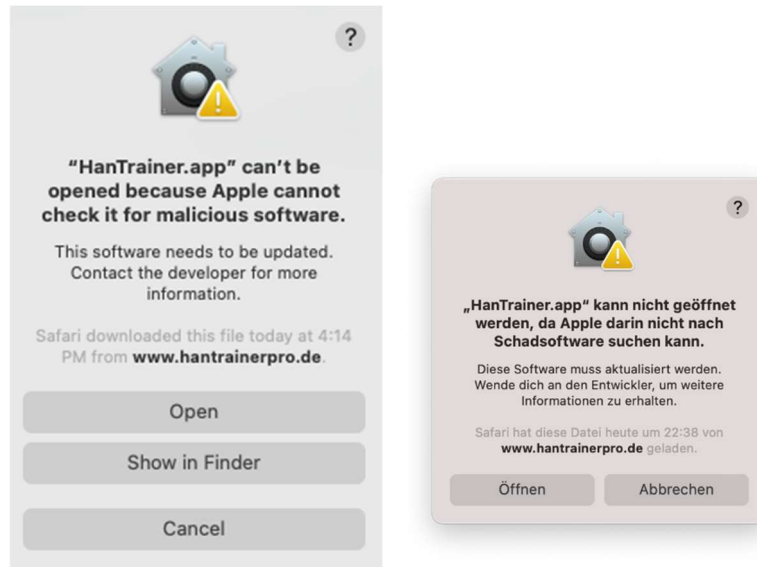 ?
“HanTrainer.app” can’t be
opened because Apple cannot
check it for malicious software.
This software needs to be updated.
Contact the developer for more
information.
Safari downloaded this file today at 4:14
PM from www.hantrainerpro.de.
Open
Show in Finder
Cancel
?
„HanTrainer.app“ kann nicht geöffnet
werden, da Apple darin nicht nach
Schadsoftware suchen kann.
Diese Software muss aktualisiert werden.
Wende dich an den Entwickler, um weitere
Informationen zu erhalten.
Safari hat diese Datei heute um 22:38 von
www.hantrainerpro.de geladen.
Öffnen
Abbrechen